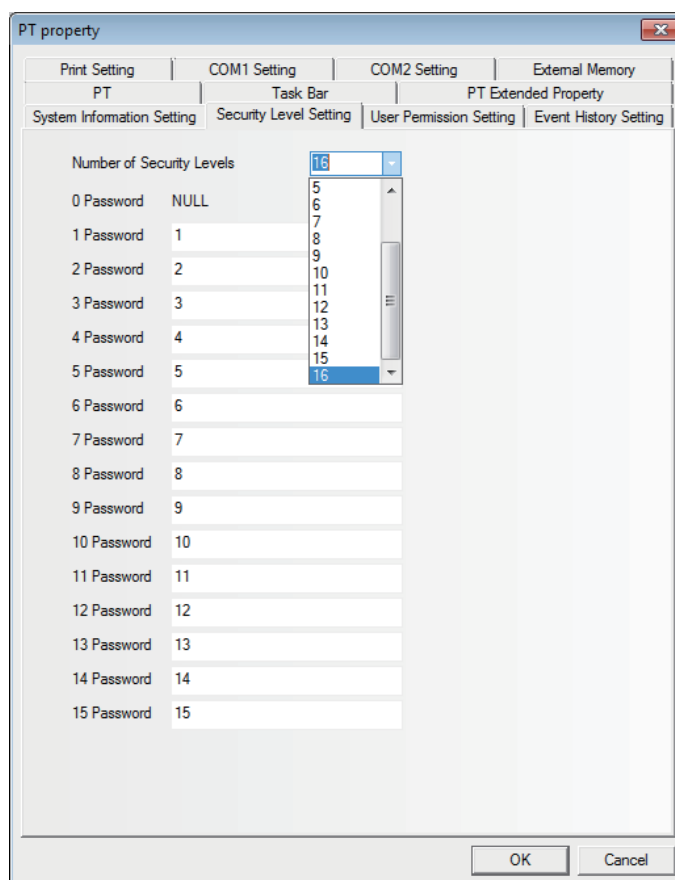 PT property
Print Setting COM1 Setting COM2 Setting External Memory
PT Task Bar PT Extended Property
System Information Setting Security Level Setting User Permission Setting Event History Setting
Number of Security Levels 16
5
0 Password NULL
6
7
1 Password 1
8
9
2 Password 2
10
11
3 Password 3
12
13
4 Password 4
14
15
5 Password 5
16
6 Password 6
7 Password 7
8 Password 8
9 Password 9
10 Password 10
11 Password 11
12 Password 12
13 Password 13
14 Password 14
15 Password 15
OK Cancel